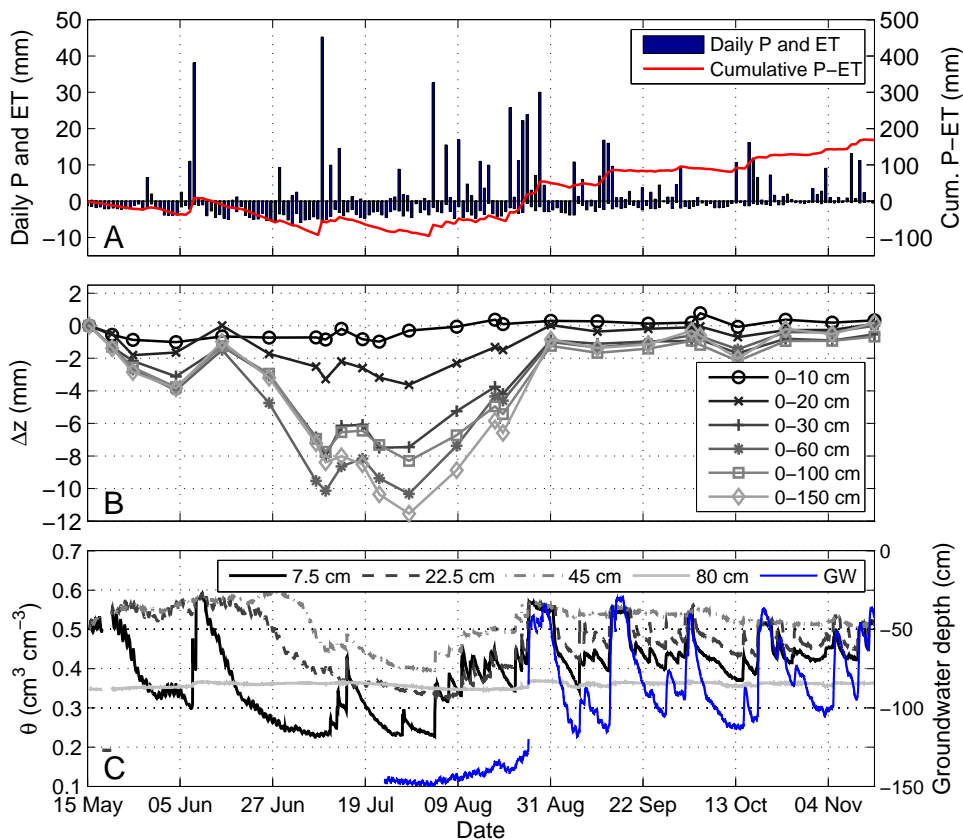 50
40
30
20
10
0
−10
Daily P and ET (mm)
500
400
300
200
100
0
−100
Cum. P−ET (mm)
Daily P and ET
Cumulative P−ET
A
2
0
−2
−4
−6
−8
−10
−12
Δz (mm)
0−10 cm
0−20 cm
0−30 cm
0−60 cm
0−100 cm
0−150 cm
B
0.7
0.6
0.5
0.4
0.3
0.2
0.1
θ (cm³ cm⁻³)
7.5 cm
22.5 cm
45 cm
80 cm
GW
0
−50
−100
−150
Groundwater depth (cm)
C
15 May
05 Jun
27 Jun
19 Jul
09 Aug
31 Aug
22 Sep
13 Oct
04 Nov
Date